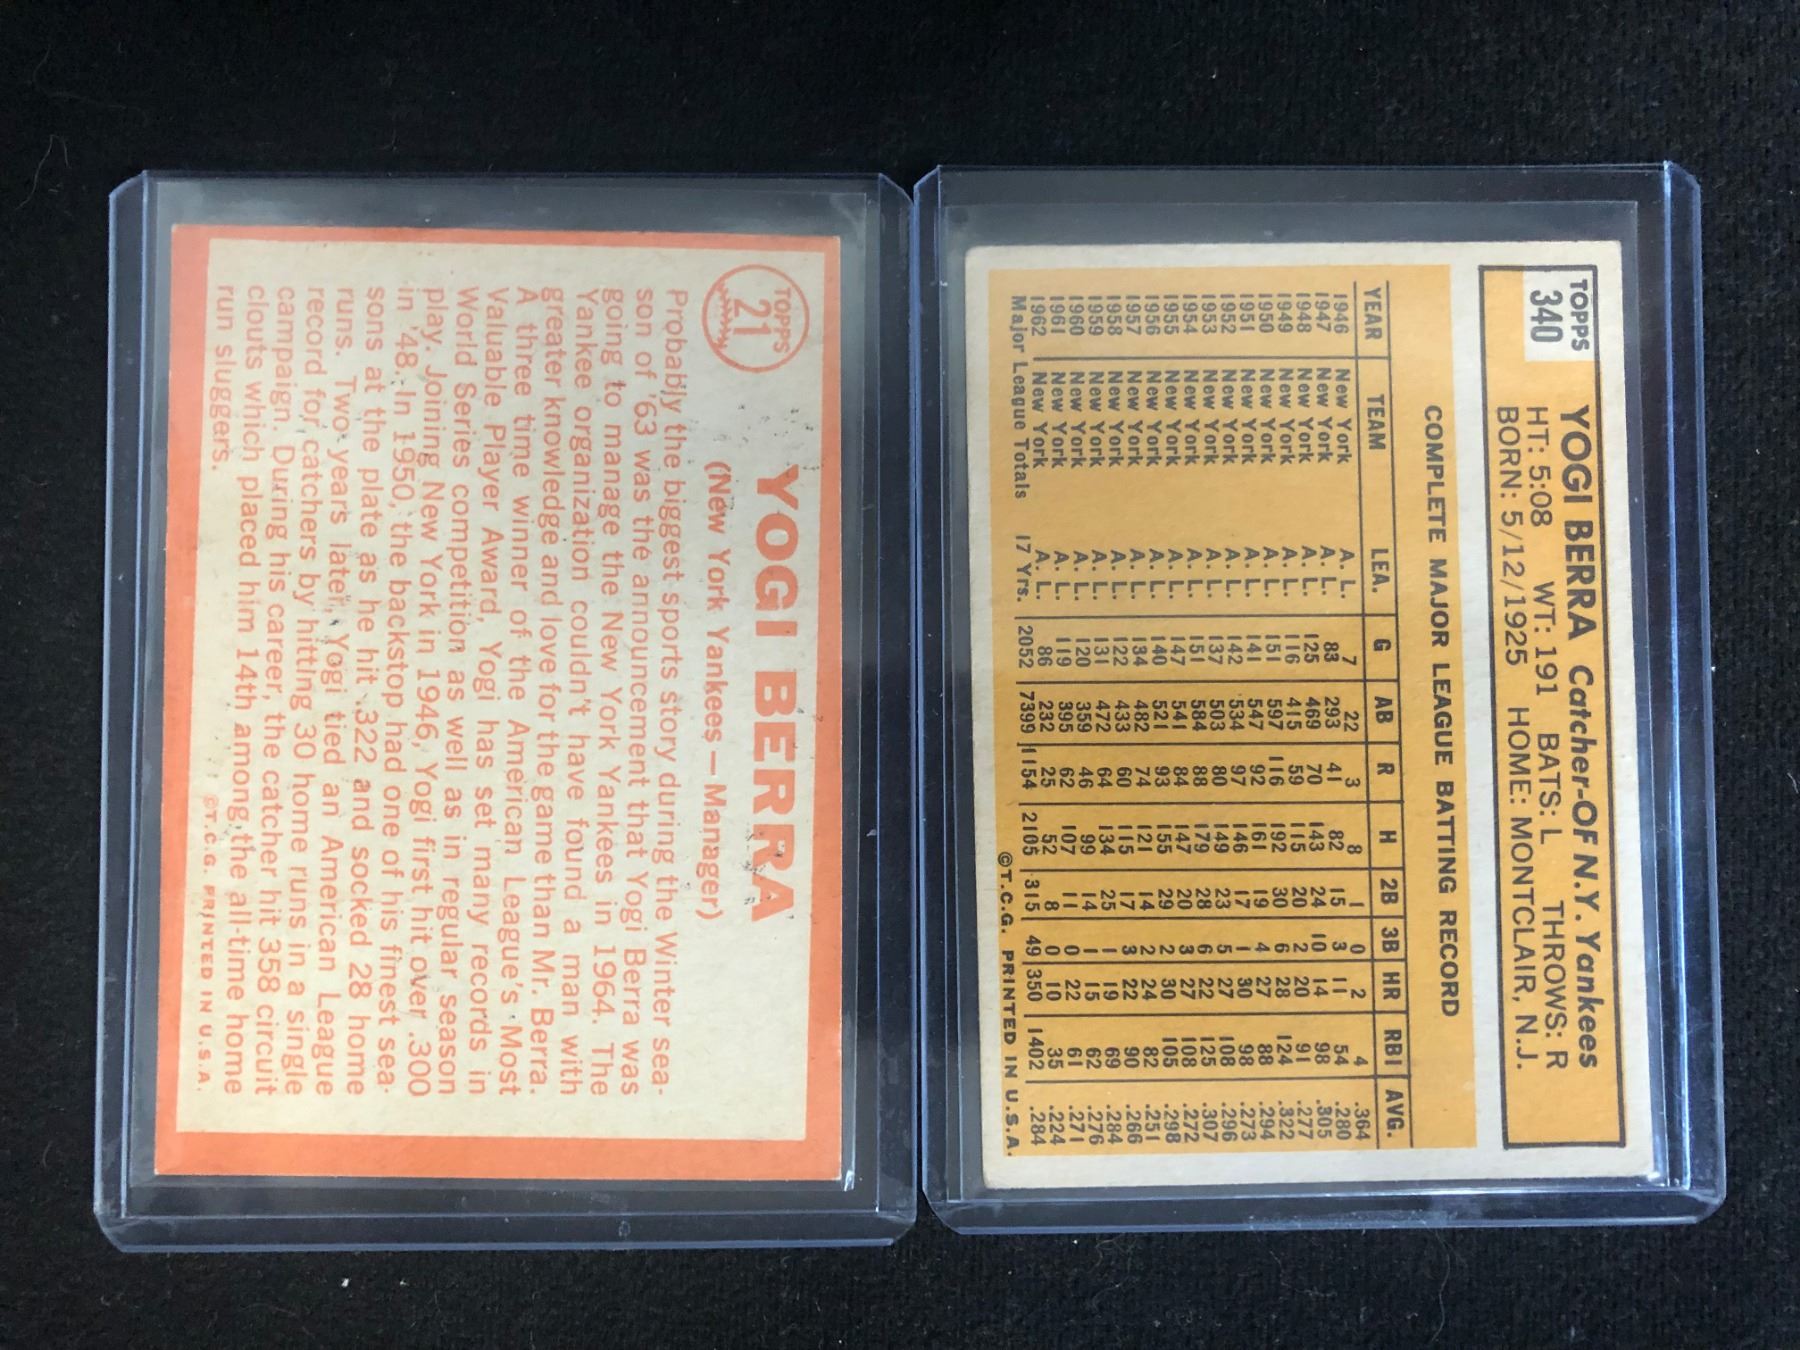 TOPPS
340
YOGI BERRA Catcher-OF N.Y. Yankees
HT: 5:08 WT: 191 BATS: L THROWS: R
BORN: 5/12/1925 HOME: MONTCLAIR, N.J.
COMPLETE MAJOR LEAGUE BATTING RECORD
YEAR TEAM LEA. G AB R H 2B 3B HR RBI AVG.
1946 New York A. L. 7 22 3 8 1 0 2 4 .364
1947 New York A. L. 83 293 41 82 15 3 11 54 .280
1948 New York A. L. 125 469 70 143 24 10 14 98 .305
1949 New York A. L. 116 415 59 115 20 2 20 91 .277
1950 New York A. L. 151 597 116 192 30 6 28 124 .322
1951 New York A. L. 141 547 92 161 19 4 27 88 .294
1952 New York A. L. 142 534 97 146 17 1 30 98 .273
1953 New York A. L. 137 503 80 149 23 5 27 108 .296
1954 New York A. L. 151 584 88 179 28 6 22 125 .307
1955 New York A. L. 147 541 84 147 20 3 27 108 .272
1956 New York A. L. 140 521 93 155 29 2 30 105 .298
1957 New York A. L. 134 482 74 121 14 2 24 82 .251
1958 New York A. L. 122 433 60 115 17 3 22 90 .266
1959 New York A. L. 131 472 64 134 25 1 19 69 .284
1960 New York A. L. 120 359 46 99 14 1 15 62 .276
1961 New York A. L. 119 395 62 107 11 0 22 61 .271
1962 New York A. L. 86 232 25 52 8 0 10 35 .224
Major League Totals 17 Yrs. 2052 7399 1154 2105 315 49 350 1402 .284
©T.C.G. PRINTED IN U.S.A.
TOPPS
21
YOGI BERRA
(New York Yankees—Manager)
Probably the biggest sports story during the Winter sea-
son of '63 was the announcement that Yogi Berra was
going to manage the New York Yankees in 1964. The
Yankee organization couldn't have found a man with
greater knowledge and love for the game than Mr. Berra.
A three time winner of the American League's Most
Valuable Player Award, Yogi has set many records in
World Series competition as well as in regular season
play. Joining New York in 1946, Yogi first hit over .300
in '48. In 1950, the backstop had one of his finest sea-
sons at the plate as he hit .322 and socked 28 home
runs. Two years later, Yogi tied an American League
record for catchers by hitting 30 home runs in a single
campaign. During his career, the catcher hit 358 circuit
clouts which placed him 14th among the all-time home
run sluggers.
©T.C.G. PRINTED IN U.S.A.